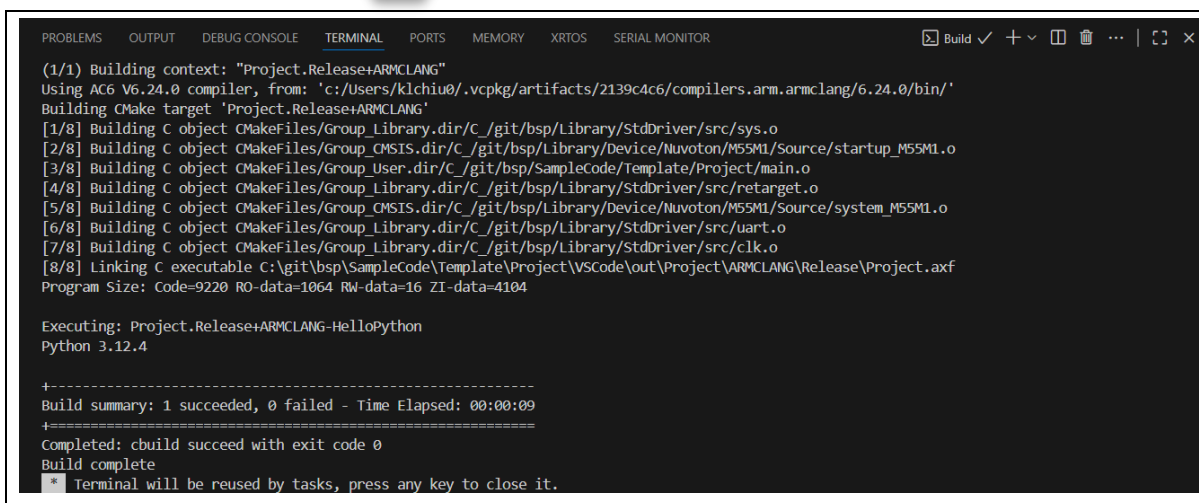 PROBLEMS OUTPUT DEBUG CONSOLE TERMINAL PORTS MEMORY XRTOS SERIAL MONITOR Build
(1/1) Building context: "Project.Release+ARMCLANG"
Using AC6 V6.24.0 compiler, from: 'c:/Users/klchiu0/.vcpkg/artifacts/2139c4c6/compilers.arm.armclang/6.24.0/bin/'
Building CMake target 'Project.Release+ARMCLANG'
[1/8] Building C object CMakeFiles/Group_Library.dir/C_/git/bsp/Library/StdDriver/src/sys.o
[2/8] Building C object CMakeFiles/Group_CMSIS.dir/C_/git/bsp/Library/Device/Nuvoton/M55M1/Source/startup_M55M1.o
[3/8] Building C object CMakeFiles/Group_User.dir/C_/git/bsp/SampleCode/Template/Project/main.o
[4/8] Building C object CMakeFiles/Group_Library.dir/C_/git/bsp/Library/StdDriver/src/retarget.o
[5/8] Building C object CMakeFiles/Group_CMSIS.dir/C_/git/bsp/Library/Device/Nuvoton/M55M1/Source/system_M55M1.o
[6/8] Building C object CMakeFiles/Group_Library.dir/C_/git/bsp/Library/StdDriver/src/uart.o
[7/8] Building C object CMakeFiles/Group_Library.dir/C_/git/bsp/Library/StdDriver/src/clk.o
[8/8] Linking C executable C:\git\bsp\SampleCode\Template\Project\VSCode\out\Project\ARMCLANG\Release\Project.axf
Program Size: Code=9220 RO-data=1064 RW-data=16 ZI-data=4104
Executing: Project.Release+ARMCLANG-HelloPython
Python 3.12.4
+------------------------------------------------------------
Build summary: 1 succeeded, 0 failed - Time Elapsed: 00:00:09
+============================================================
Completed: cbuild succeed with exit code 0
Build complete
* Terminal will be reused by tasks, press any key to close it.